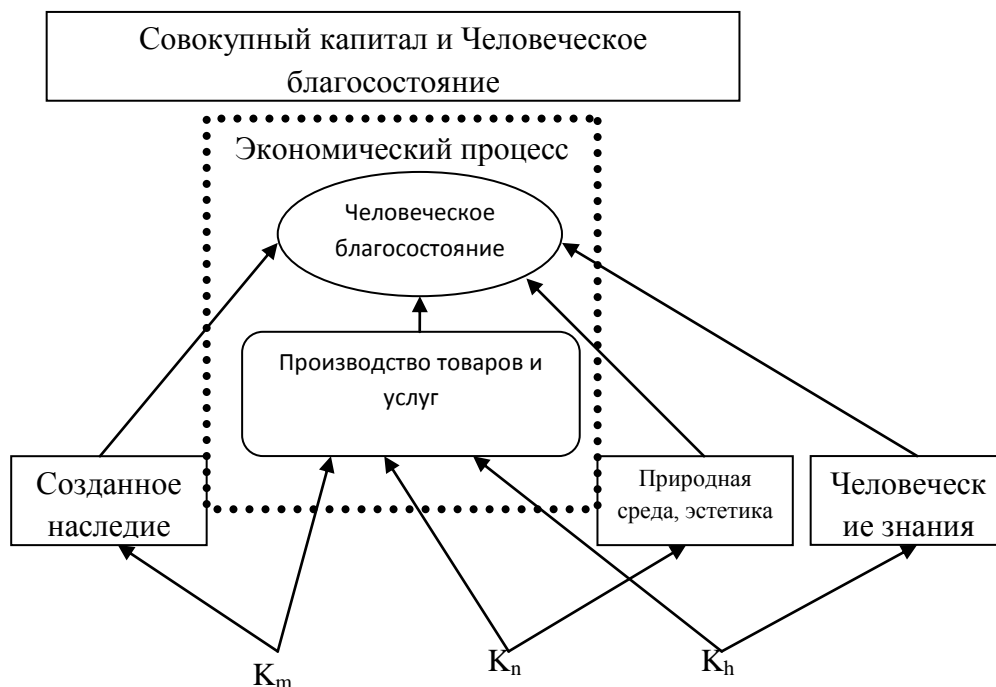 Совокупный капитал и Человеческое
благосостояние
Экономический процесс
Человеческое
благосостояние
Производство товаров и
услуг
Созданное
наследие
Природная
среда, эстетика
Человеческ
ие знания
Km
Kn
Kh